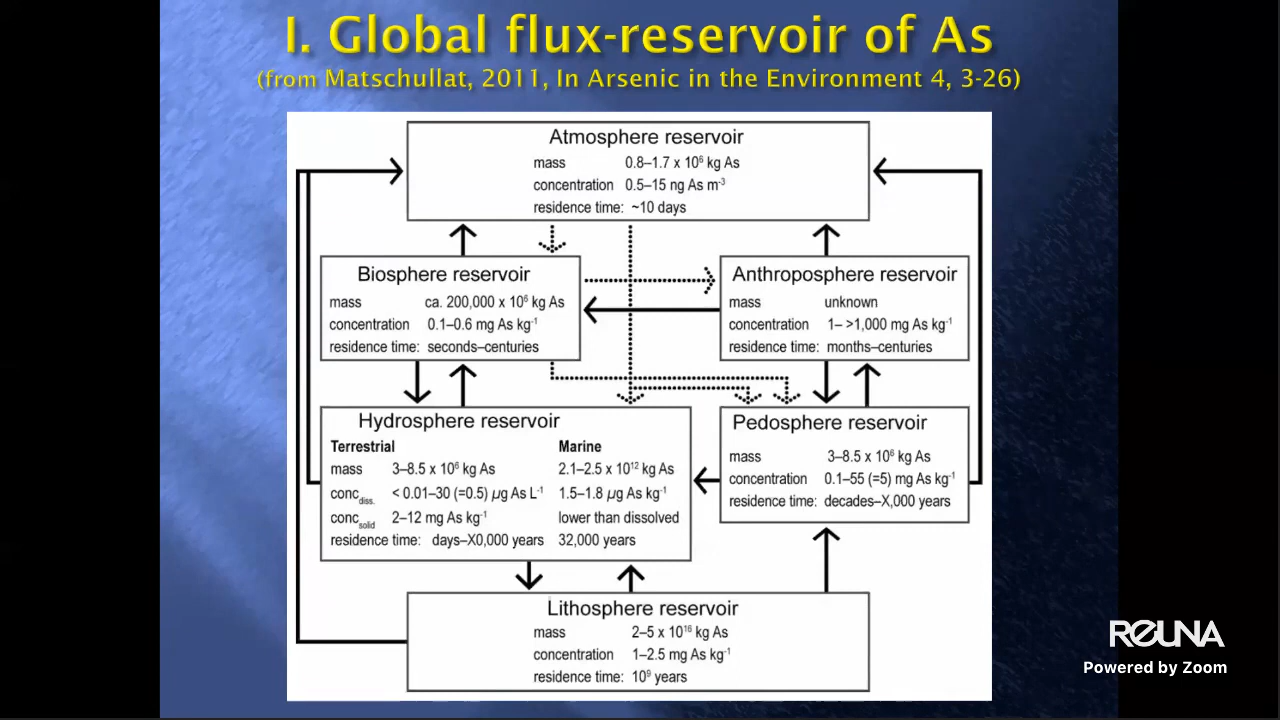 I. Global flux-reservoir of As
(from Matschullat, 2011, In Arsenic in the Environment 4, 3-26)
Atmosphere reservoir
mass 0.8–1.7 x 10⁶ kg As
concentration 0.5–15 ng As m⁻³
residence time: ~10 days
Biosphere reservoir
mass ca. 200,000 x 10⁶ kg As
concentration 0.1–0.6 mg As kg⁻¹
residence time: seconds–centuries
Anthroposphere reservoir
mass unknown
concentration 1– >1,000 mg As kg⁻¹
residence time: months–centuries
Hydrosphere reservoir
Terrestrial Marine
mass 3–8.5 x 10⁶ kg As 2.1–2.5 x 10¹² kg As
conc diss. < 0.01–30 (=0.5) µg As L⁻¹ 1.5–1.8 µg As kg⁻¹
conc solid 2–12 mg As kg⁻¹ lower than dissolved
residence time: days–X0,000 years 32,000 years
Pedosphere reservoir
mass 3–8.5 x 10⁶ kg As
concentration 0.1–55 (=5) mg As kg⁻¹
residence time: decades–X,000 years
Lithosphere reservoir
mass 2–5 x 10¹⁶ kg As
concentration 1–2.5 mg As kg⁻¹
residence time: 10⁹ years
REUNA
Powered by Zoom